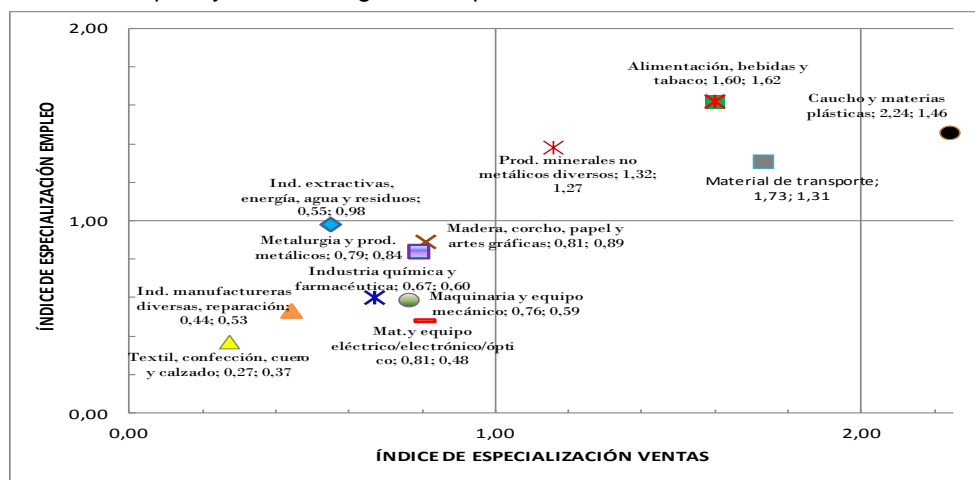 2,00
Alimentación, bebidas y
tabaco; 1,60; 1,62
Caucho y materias
plásticas; 2,24; 1,46
Prod. minerales no
metálicos diversos; 1,32;
1,27
Material de transporte;
1,73; 1,31
Ind. extractivas,
energía, agua y residuos;
0,55; 0,98
1,00
Madera, corcho, papel y
artes gráficas; 0,81; 0,89
Metalurgia y prod.
metálicos; 0,79; 0,84
Industria química y
farmacéutica; 0,67; 0,60
Ind. manufactureras
diversas, reparación;
0,44; 0,53
Maquinaria y equipo
mecánico; 0,76; 0,59
Mat.y equipo
eléctrico/electrónico/ópti
co; 0,81; 0,48
Textil, confección, cuero
y calzado; 0,27; 0,37
0,00
0,00
1,00
2,00
ÍNDICE DE ESPECIALIZACIÓN EMPLEO
ÍNDICE DE ESPECIALIZACIÓN VENTAS